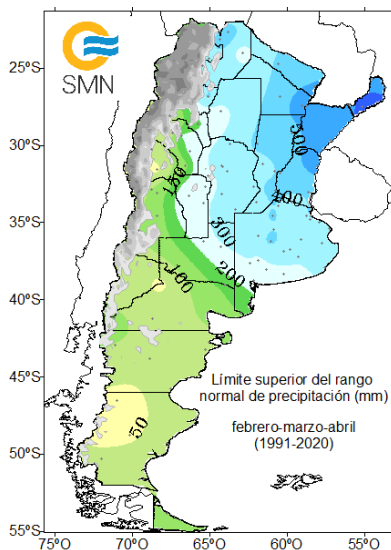 SMN
25°S
30°S
35°S
40°S
45°S
50°S
55°S
150
300
500
400
200
100
50
Límite superior del rango
normal de precipitación (mm)
febrero-marzo-abril
(1991-2020)
75°O
70°O
65°O
60°O
55°O